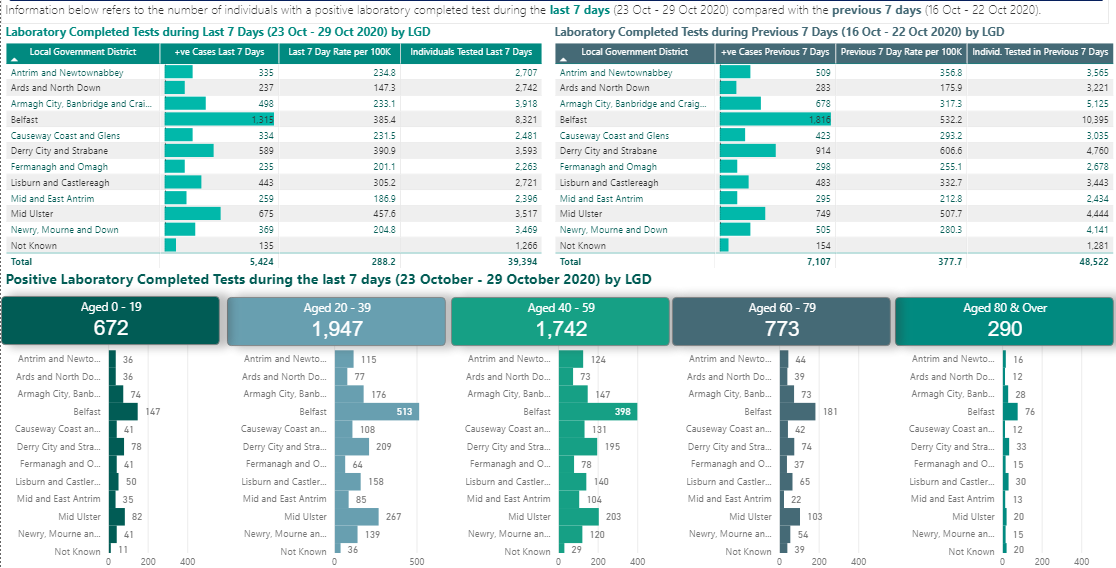 Information below refers to the number of individuals with a positive laboratory completed test during the last 7 days (23 Oct - 29 Oct 2020) compared with the previous 7 days (16 Oct - 22 Oct 2020).
Laboratory Completed Tests during Last 7 Days (23 Oct - 29 Oct 2020) by LGD
Local Government District +ve Cases Last 7 Days Last 7 Day Rate per 100K Individuals Tested Last 7 Days
Antrim and Newtownabbey 335 234.8 2,707
Ards and North Down 237 147.3 2,742
Armagh City, Banbridge and Crai... 498 233.1 3,918
Belfast 1,315 385.4 8,321
Causeway Coast and Glens 334 231.5 2,481
Derry City and Strabane 589 390.9 3,593
Fermanagh and Omagh 235 201.1 2,263
Lisburn and Castlereagh 443 305.2 2,721
Mid and East Antrim 259 186.9 2,396
Mid Ulster 675 457.6 3,517
Newry, Mourne and Down 369 204.8 3,469
Not Known 135 1,266
Total 5,424 288.2 39,394
Laboratory Completed Tests during Previous 7 Days (16 Oct - 22 Oct 2020) by LGD
Local Government District +ve Cases Previous 7 Days Previous 7 Day Rate per 100K Individ. Tested in Previous 7 Days
Antrim and Newtownabbey 509 356.8 3,565
Ards and North Down 283 175.9 3,221
Armagh City, Banbridge and Craig... 678 317.3 5,125
Belfast 1,816 532.2 10,395
Causeway Coast and Glens 423 293.2 3,035
Derry City and Strabane 914 606.6 4,760
Fermanagh and Omagh 298 255.1 2,678
Lisburn and Castlereagh 483 332.7 3,443
Mid and East Antrim 295 212.8 2,434
Mid Ulster 749 507.7 4,444
Newry, Mourne and Down 505 280.3 4,141
Not Known 154 1,281
Total 7,107 377.7 48,522
Positive Laboratory Completed Tests during the last 7 days (23 October - 29 October 2020) by LGD
Aged 0 - 19
672
Antrim and Newto... 36
Ards and North Do... 36
Armagh City, Banb... 74
Belfast 147
Causeway Coast an... 41
Derry City and Stra... 78
Fermanagh and O... 41
Lisburn and Castler... 50
Mid and East Antrim 35
Mid Ulster 82
Newry, Mourne an... 41
Not Known 11
0 200 400
Aged 20 - 39
1,947
Antrim and Newto... 115
Ards and North Do... 77
Armagh City, Banb... 176
Belfast 513
Causeway Coast an... 108
Derry City and Stra... 209
Fermanagh and O... 64
Lisburn and Castler... 158
Mid and East Antrim 85
Mid Ulster 267
Newry, Mourne an... 139
Not Known 36
0 500
Aged 40 - 59
1,742
Antrim and Newto... 124
Ards and North Do... 73
Armagh City, Banb... 147
Belfast 398
Causeway Coast an... 131
Derry City and Stra... 195
Fermanagh and O... 78
Lisburn and Castler... 140
Mid and East Antrim 104
Mid Ulster 203
Newry, Mourne an... 120
Not Known 29
0 200 400
Aged 60 - 79
773
Antrim and Newto... 44
Ards and North Do... 39
Armagh City, Banb... 73
Belfast 181
Causeway Coast an... 42
Derry City and Stra... 74
Fermanagh and O... 37
Lisburn and Castler... 65
Mid and East Antrim 22
Mid Ulster 103
Newry, Mourne an... 54
Not Known 39
0 200 400
Aged 80 & Over
290
Antrim and Newto... 16
Ards and North Do... 12
Armagh City, Banb... 28
Belfast 76
Causeway Coast an... 12
Derry City and Stra... 33
Fermanagh and O... 15
Lisburn and Castler... 30
Mid and East Antrim 13
Mid Ulster 20
Newry, Mourne an... 15
Not Known 20
0 200 400